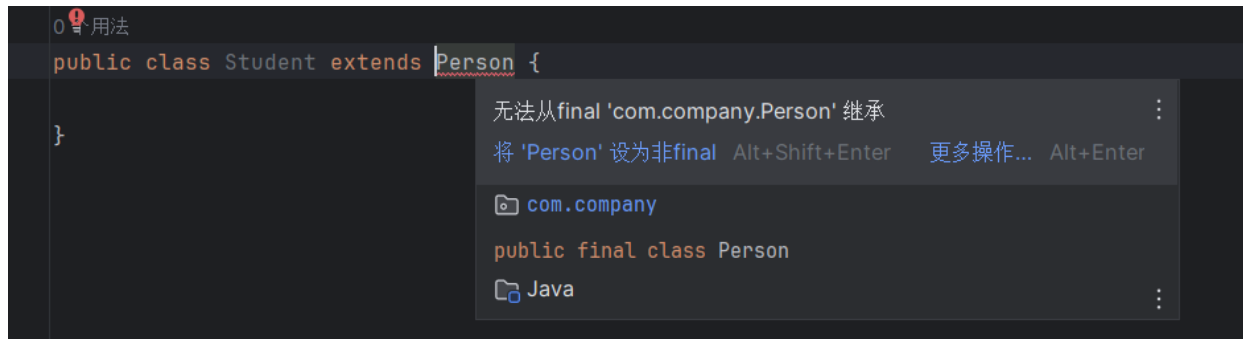 0个用法
public class Student extends Person {
}
无法从final 'com.company.Person' 继承
将 'Person' 设为非final Alt+Shift+Enter 更多操作... Alt+Enter
com.company
public final class Person
Java